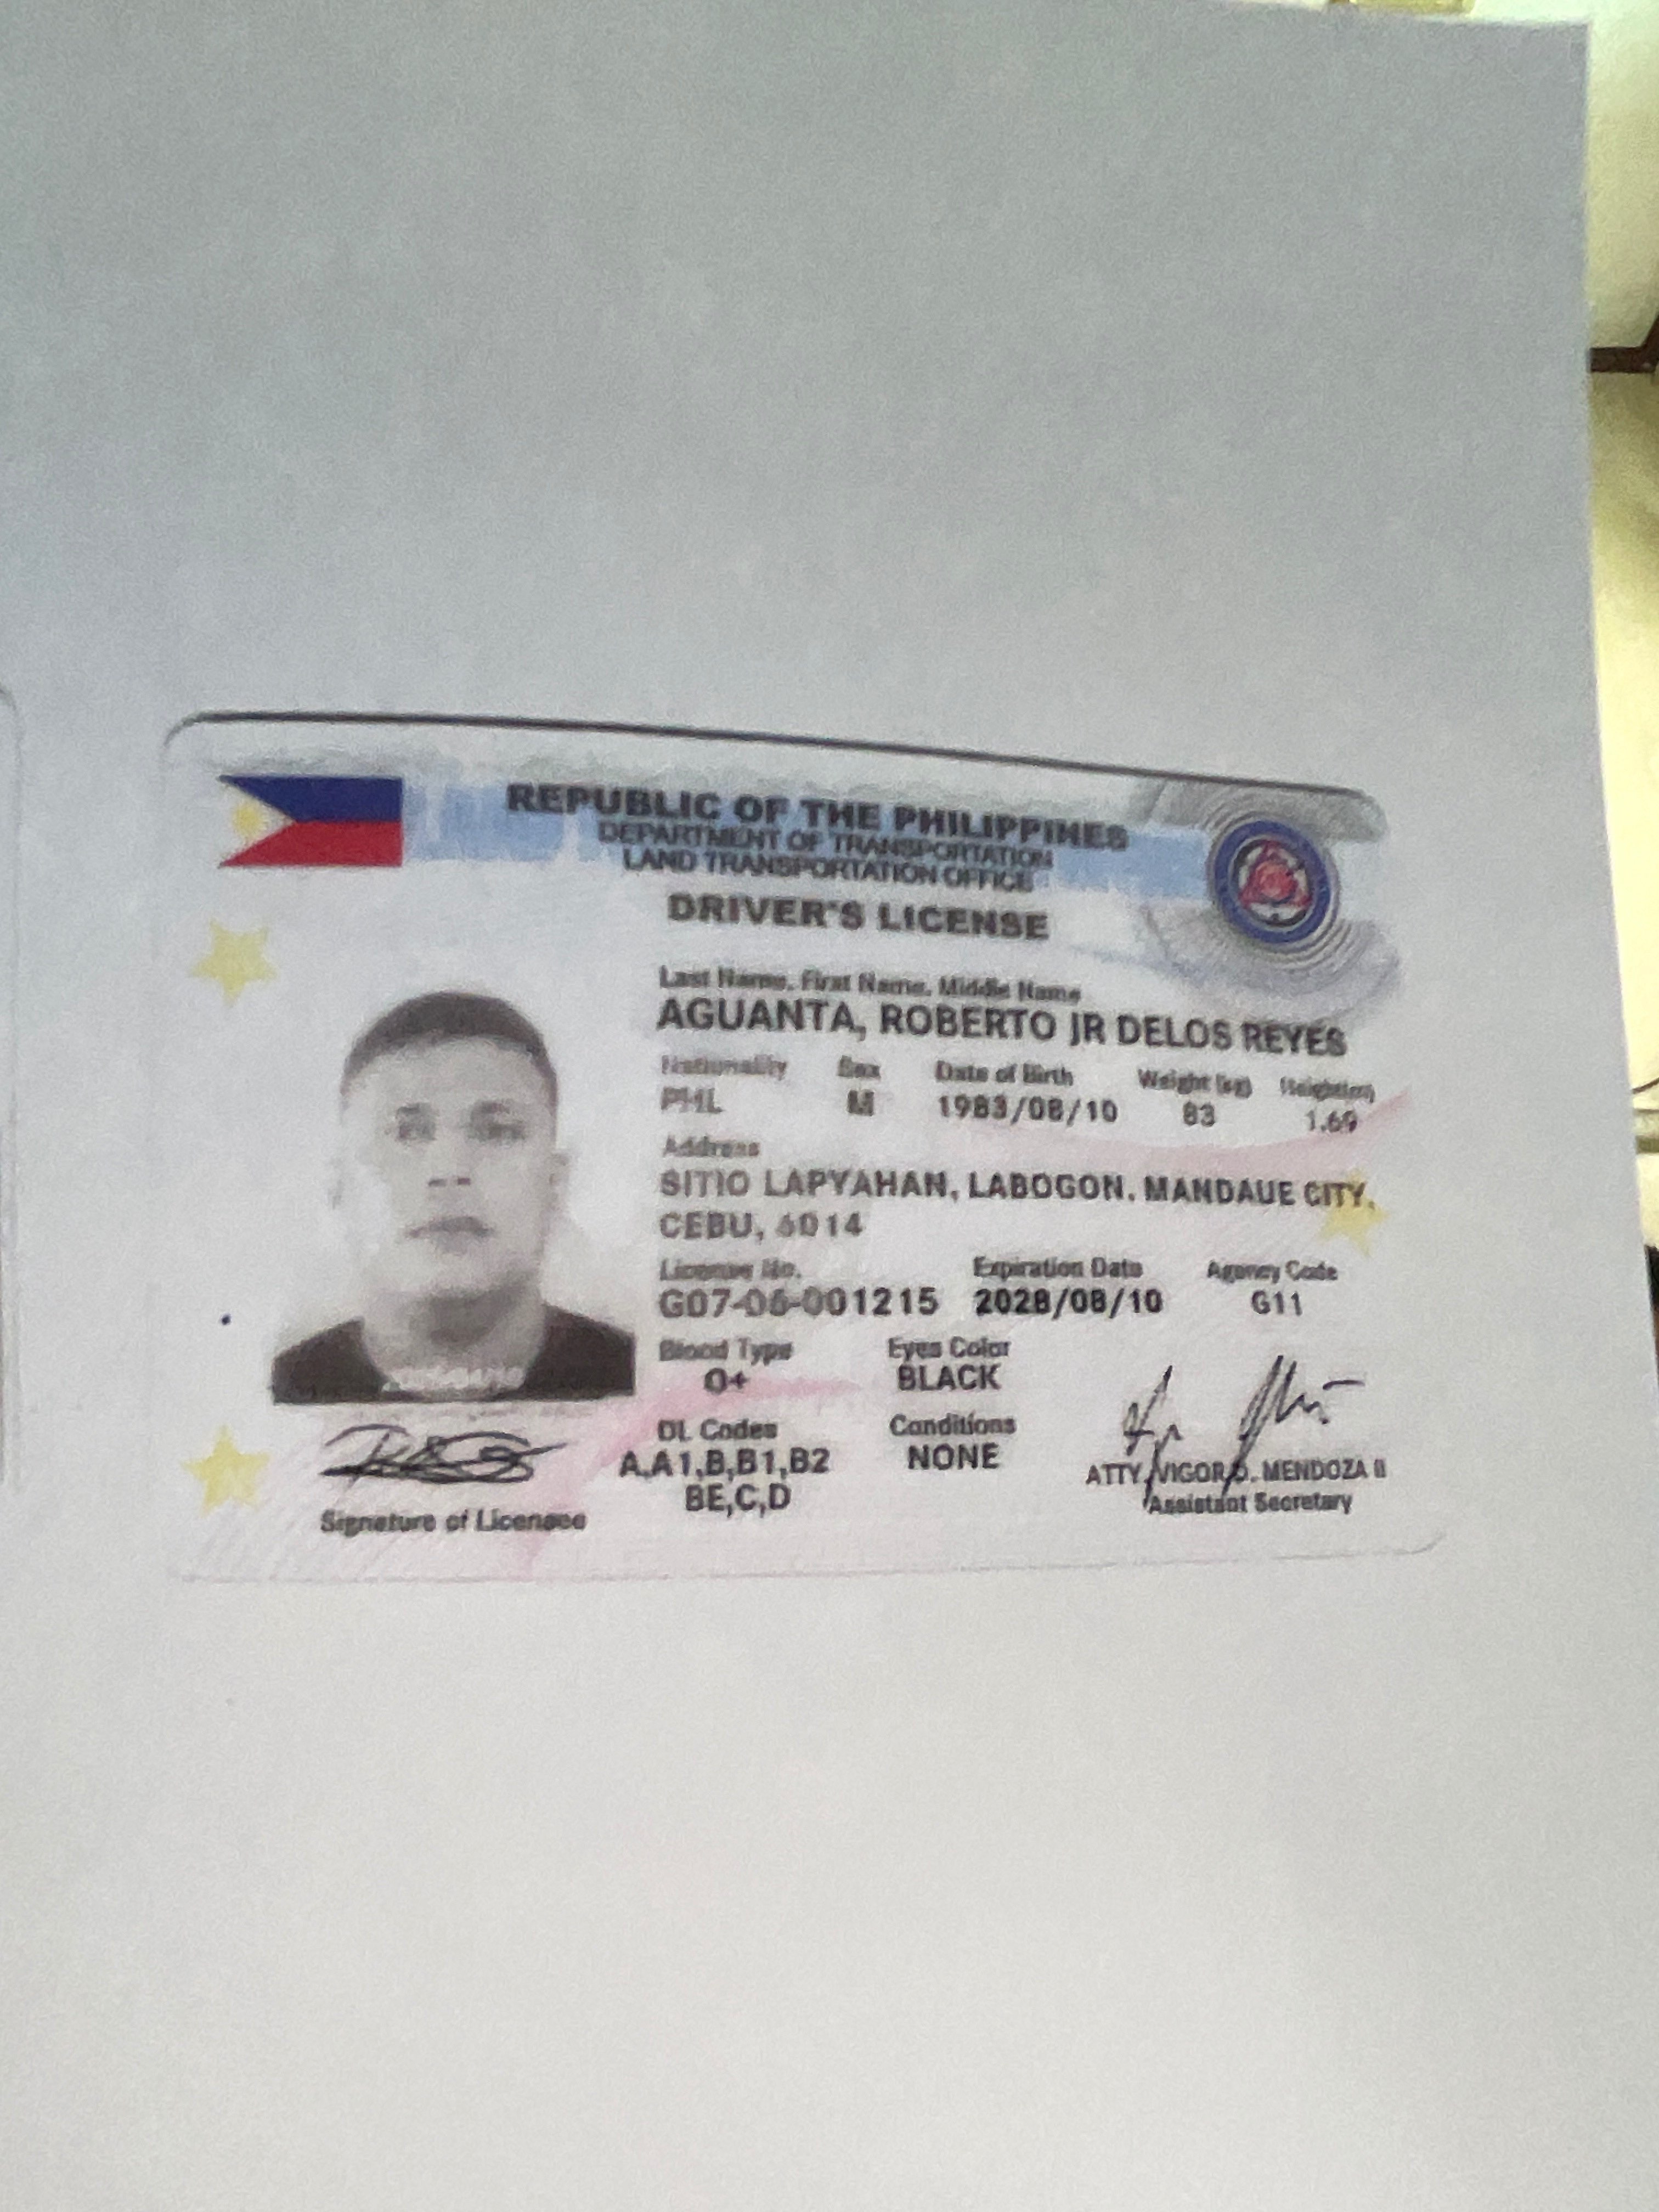 REPUBLIC OF THE PHILIPPINES
DEPARTMENT OF TRANSPORTATION
LAND TRANSPORTATION OFFICE
DRIVER'S LICENSE
Last Name, First Name, Middle Name
AGUANTA, ROBERTO JR DELOS REYES
Nationality Sex Date of Birth Weight (kg) Height(m)
PHL M 1983/08/10 83 1.69
Address
SITIO LAPYAHAN, LABOGON, MANDAUE CITY,
CEBU, 6014
License No. Expiration Date Agency Code
G07-06-001215 2028/08/10 G11
Blood Type Eyes Color
O+ BLACK
DL Codes Conditions
A,A1,B,B1,B2 NONE
BE,C,D
ATTY. VIGOR D. MENDOZA II
Assistant Secretary
Signature of Licensee